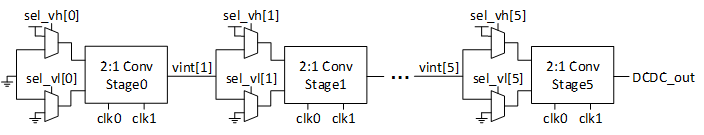 sel_vh[0]
sel_vh[1]
sel_vh[5]
2:1 Conv
Stage0
vint[1]
2:1 Conv
Stage1
...
vint[5]
2:1 Conv
Stage5
DCDC_out
sel_vl[0]
sel_vl[1]
sel_vl[5]
clk0 clk1
clk0 clk1
clk0 clk1